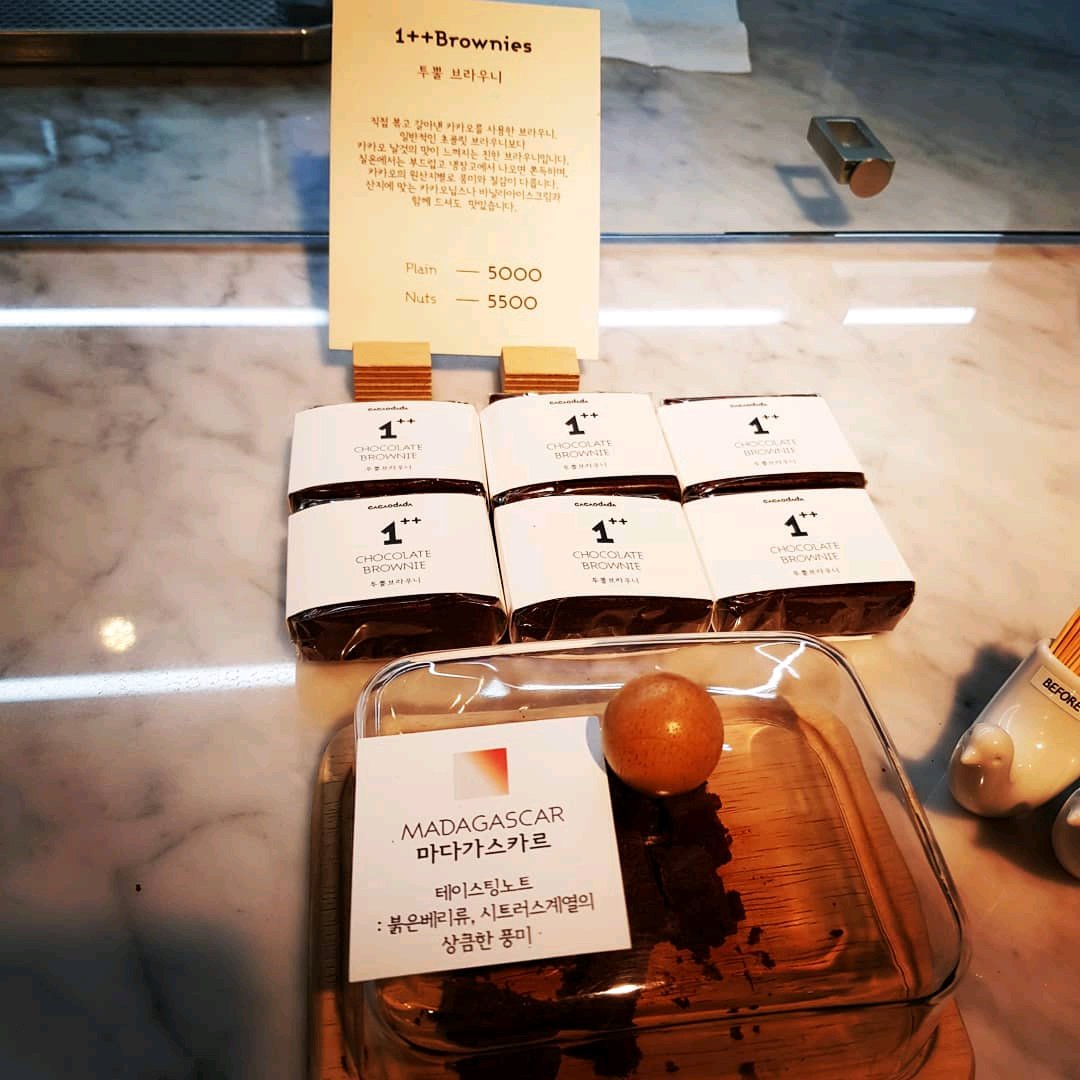 1++Brownies
투뿔 브라우니
직접 볶고 갈아낸 카카오를 사용한 브라우니.
일반적인 초콜릿 브라우니보다
카카오 날것의 맛이 느껴지는 진한 브라우니입니다.
실온에서는 부드럽고 냉장고에서 나오면 쫀득하며,
카카오의 원산지별로 풍미와 질감이 다릅니다.
산지에 맞는 카카오닙스나 바닐라아이스크림과
함께 드셔도 맛있습니다.
Plain — 5000
Nuts — 5500
cacaodada
1++
CHOCOLATE
BROWNIE
투뿔브라우니
cacaodada
1++
CHOCOLATE
BROWNIE
투뿔브라우니
cacaodada
1++
CHOCOLATE
BROWNIE
투뿔브라우니
cacaodada
1++
CHOCOLATE
BROWNIE
투뿔브라우니
cacaodada
1++
CHOCOLATE
BROWNIE
투뿔브라우니
cacaodada
1++
CHOCOLATE
BROWNIE
투뿔브라우니
BEFORE
MADAGASCAR
마다가스카르
테이스팅노트
: 붉은베리류, 시트러스계열의
상큼한 풍미